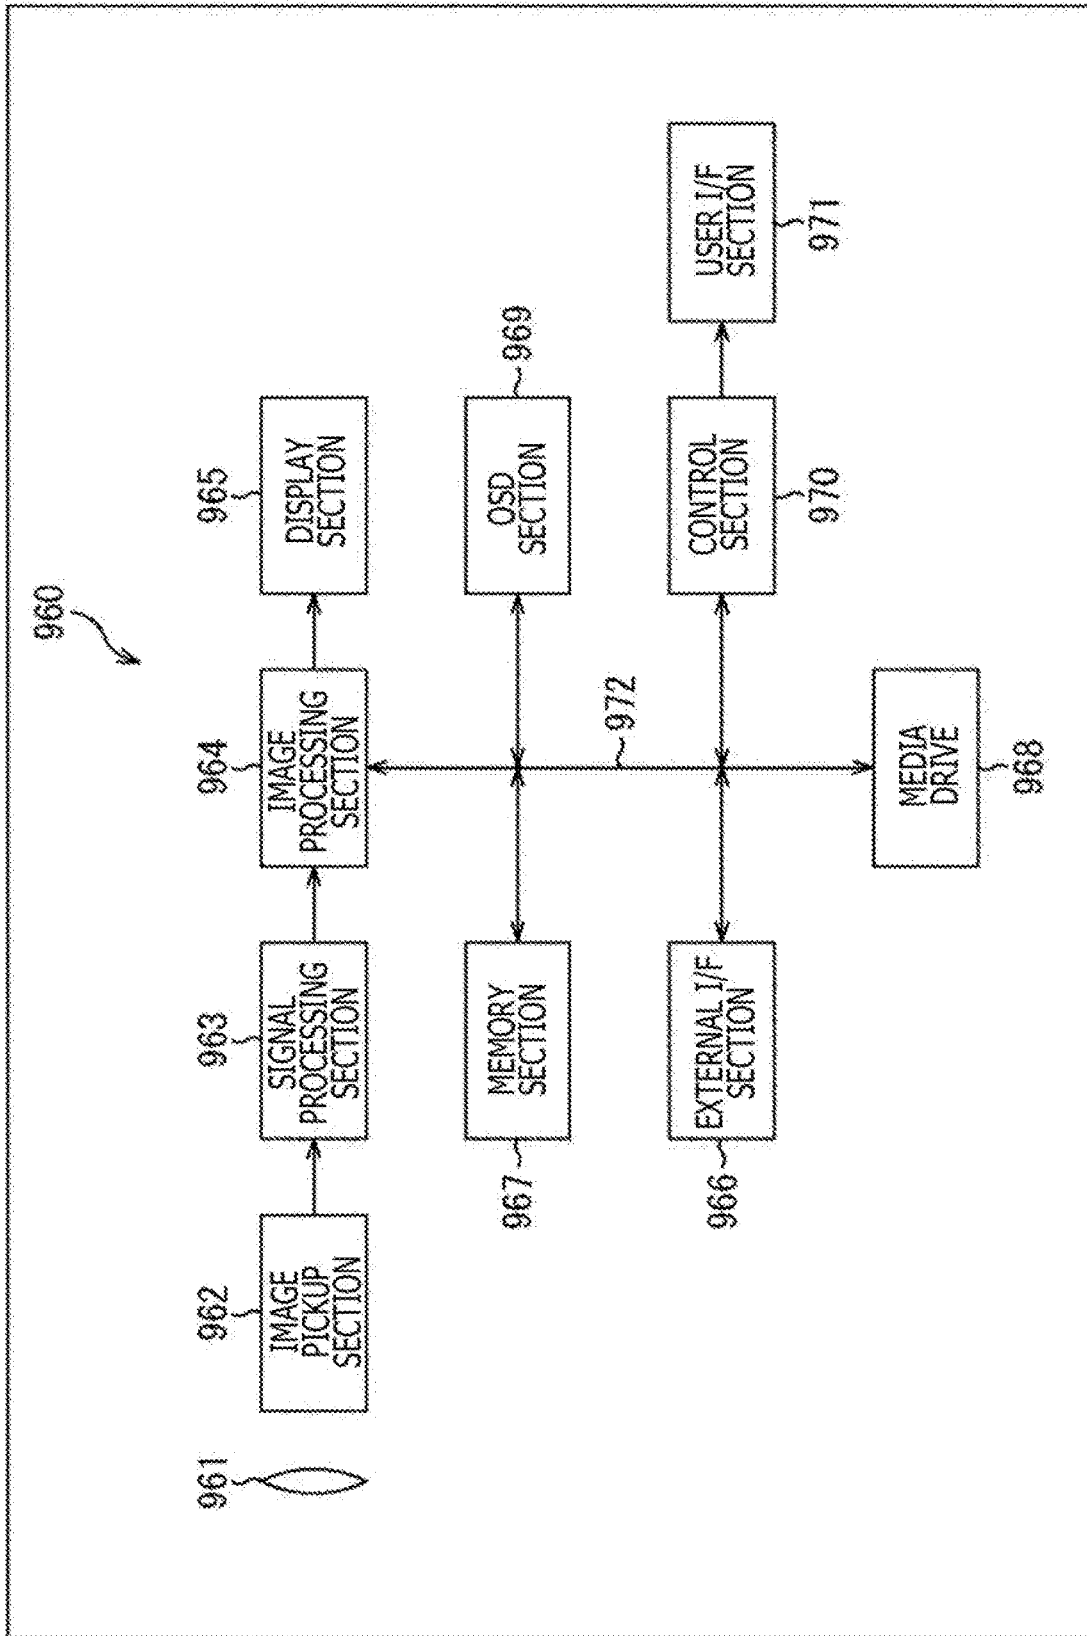 960
961
962
963
964
965
IMAGE
PICKUP
SECTION
SIGNAL
PROCESSING
SECTION
IMAGE
PROCESSING
SECTION
DISPLAY
SECTION
967
969
MEMORY
SECTION
OSD
SECTION
972
EXTERNAL I/F
SECTION
CONTROL
SECTION
USER I/F
SECTION
966
970
971
MEDIA
DRIVE
968